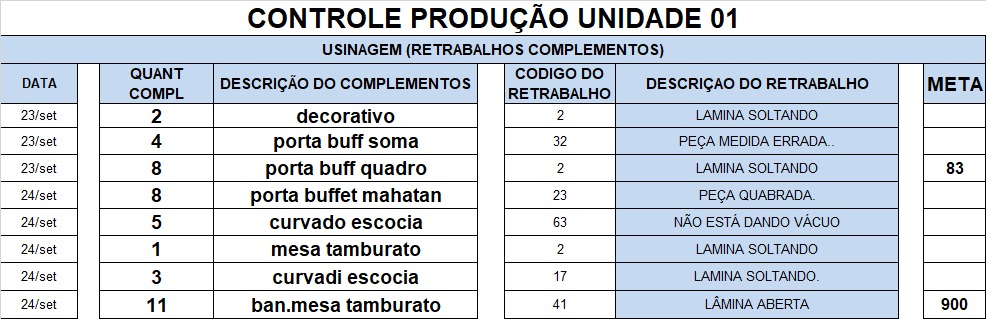 CONTROLE PRODUÇÃO UNIDADE 01
USINAGEM (RETRABALHOS COMPLEMENTOS)
DATA QUANT COMPL DESCRIÇÃO DO COMPLEMENTOS CODIGO DO RETRABALHO DESCRIÇAO DO RETRABALHO META
23/set 2 decorativo 2 LAMINA SOLTANDO
23/set 4 porta buff soma 32 PEÇA MEDIDA ERRADA..
23/set 8 porta buff quadro 2 LAMINA SOLTANDO 83
24/set 8 porta buffet mahatan 23 PEÇA QUABRADA.
24/set 5 curvado escocia 63 NÃO ESTÁ DANDO VÁCUO
24/set 1 mesa tamburato 2 LAMINA SOLTANDO
24/set 3 curvadi escocia 17 LAMINA SOLTANDO.
24/set 11 ban.mesa tamburato 41 LÂMINA ABERTA 900